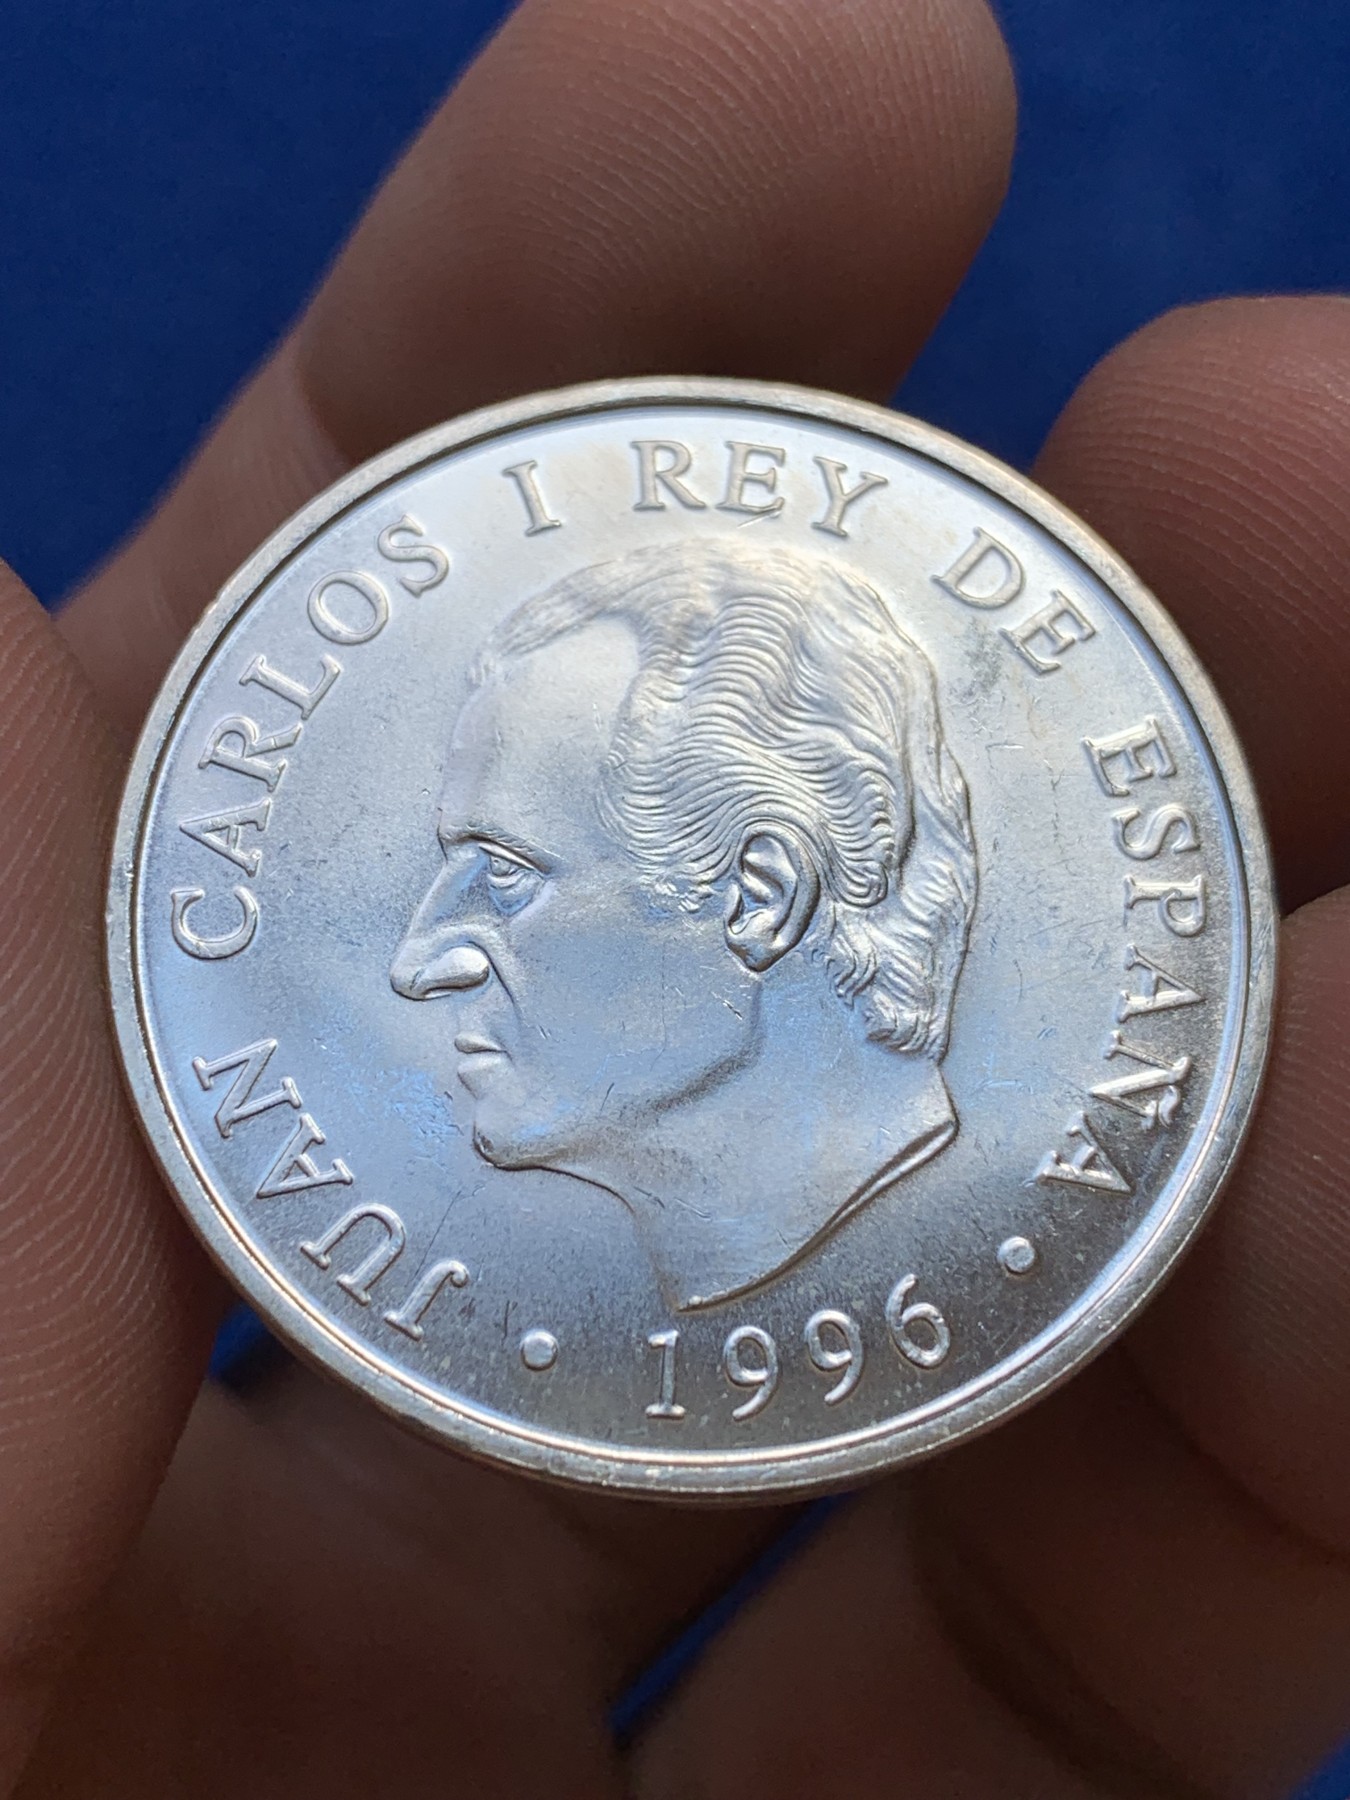 JUAN CARLOS I REY DE ESPAÑA
• 1996 •